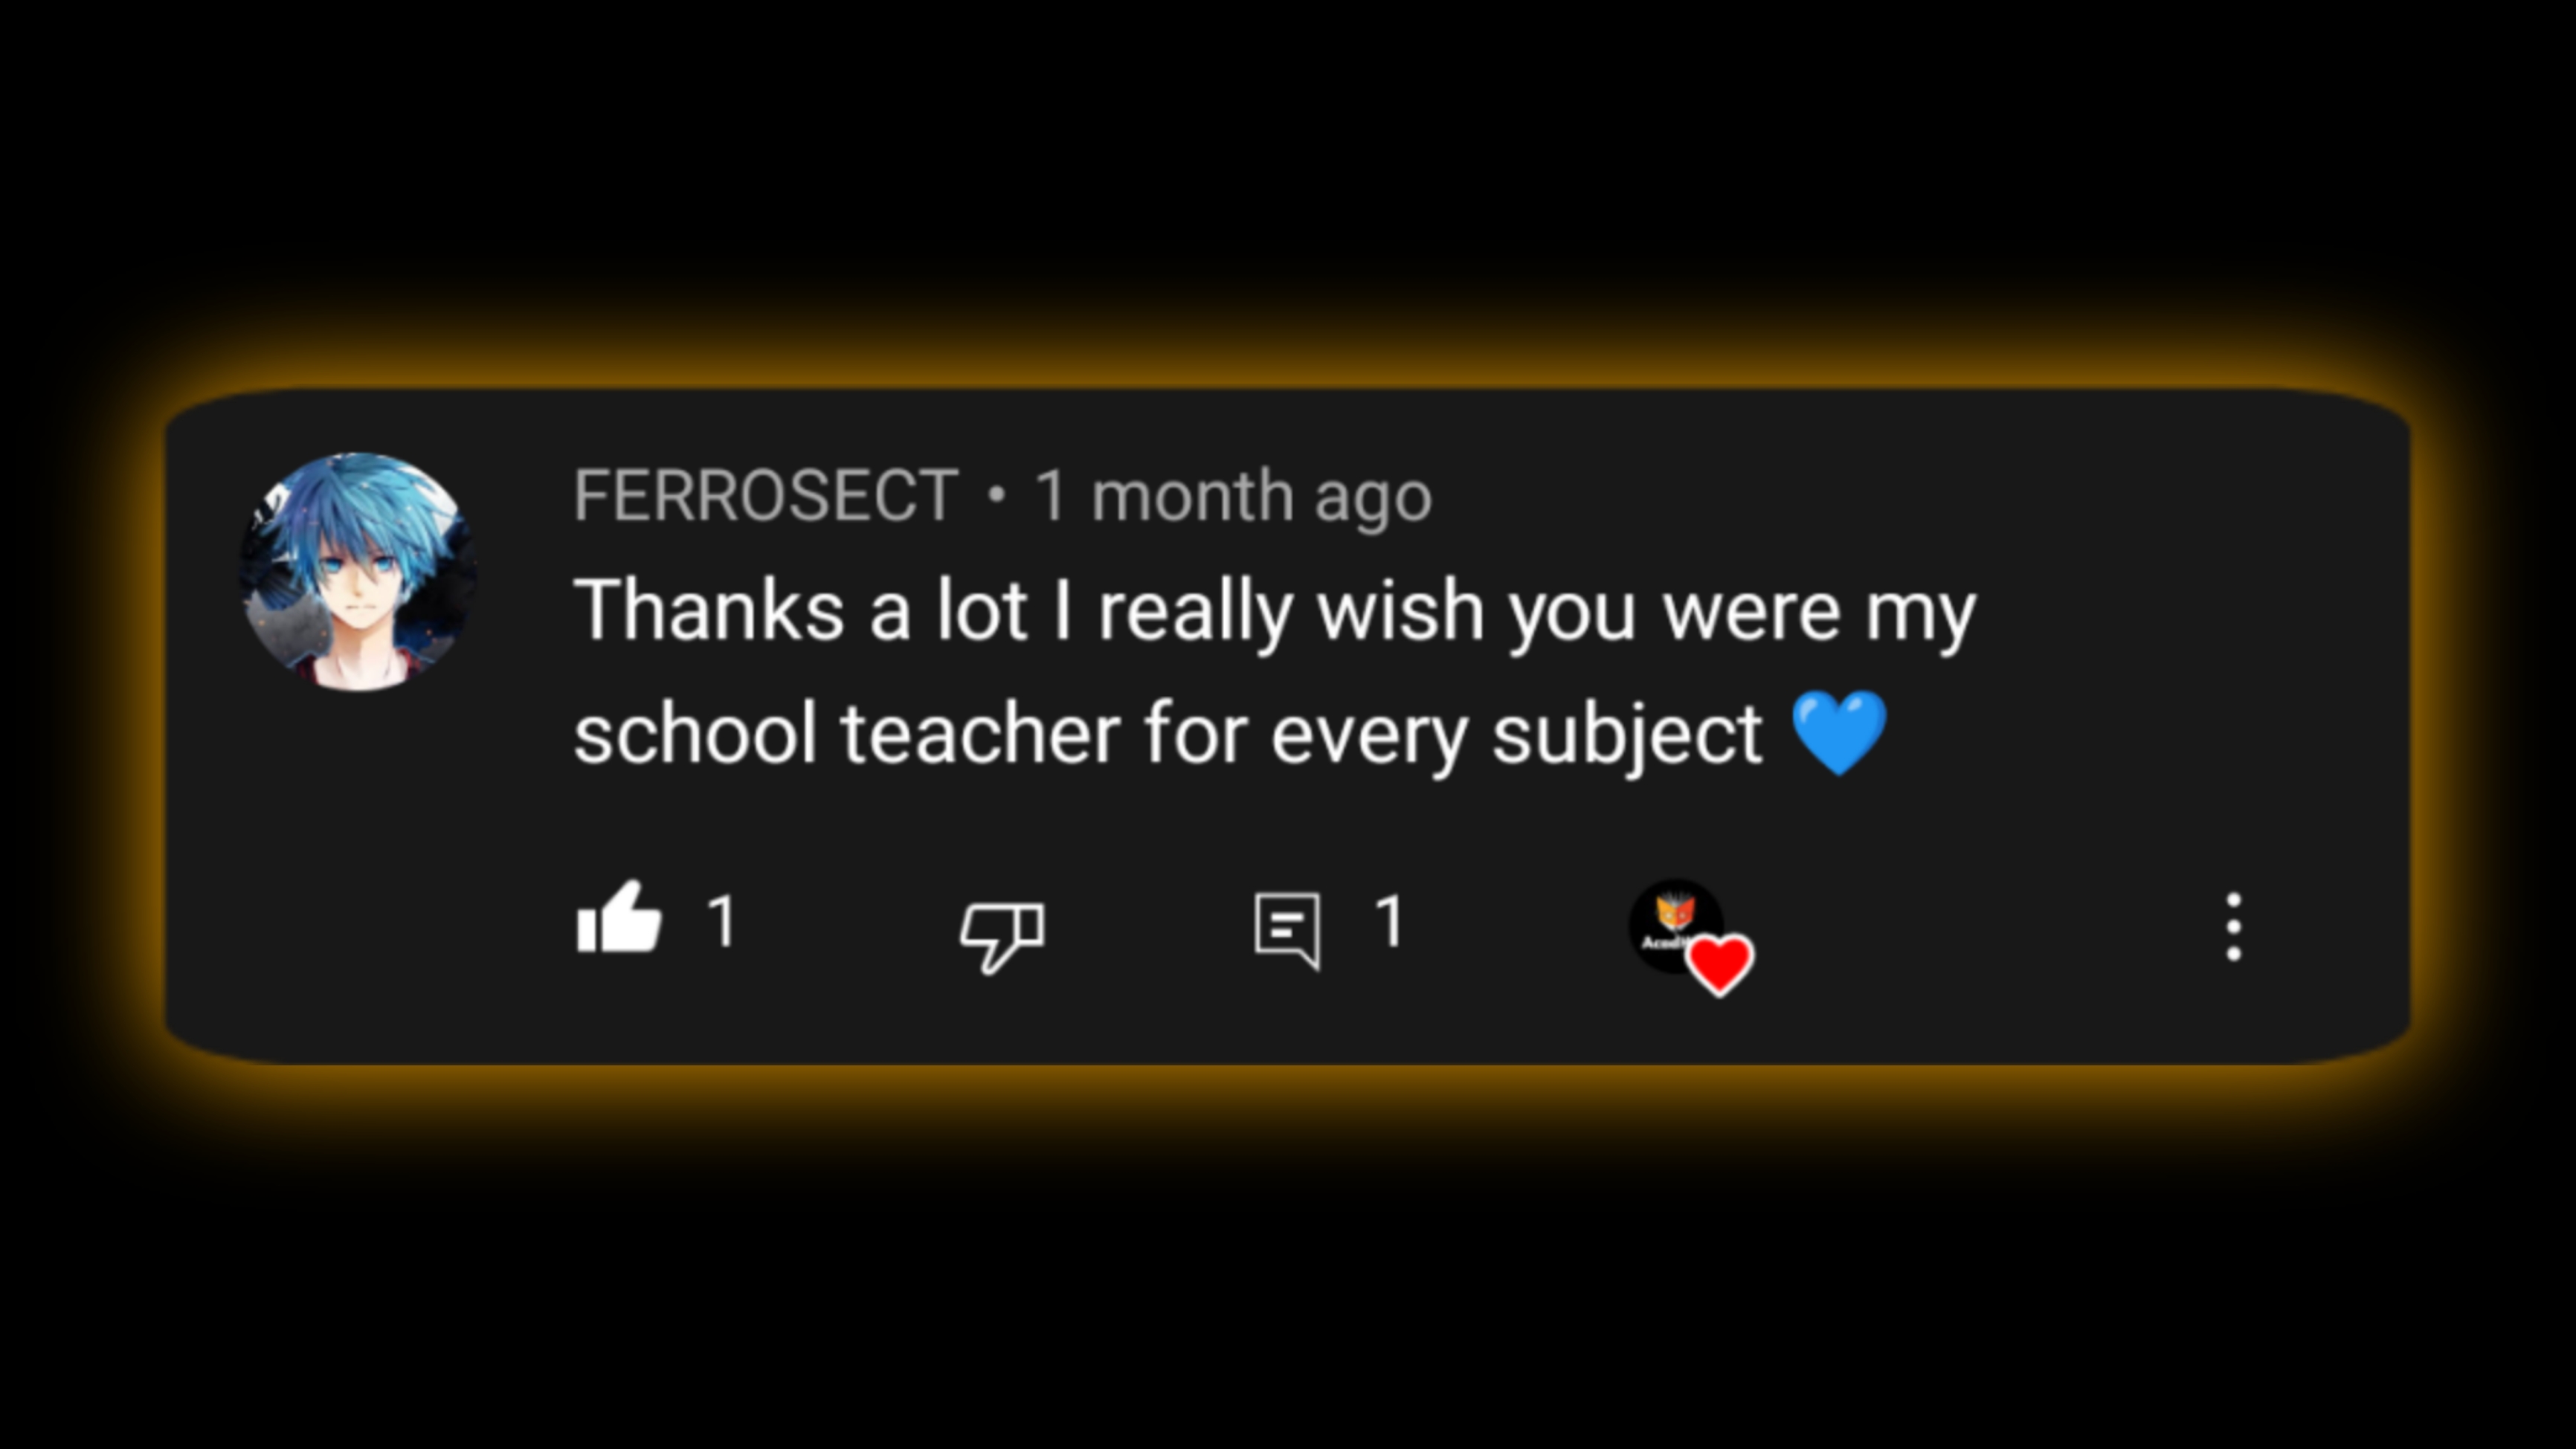 FERROSECT • 1 month ago
Thanks a lot I really wish you were my
school teacher for every subject 💙
1 1